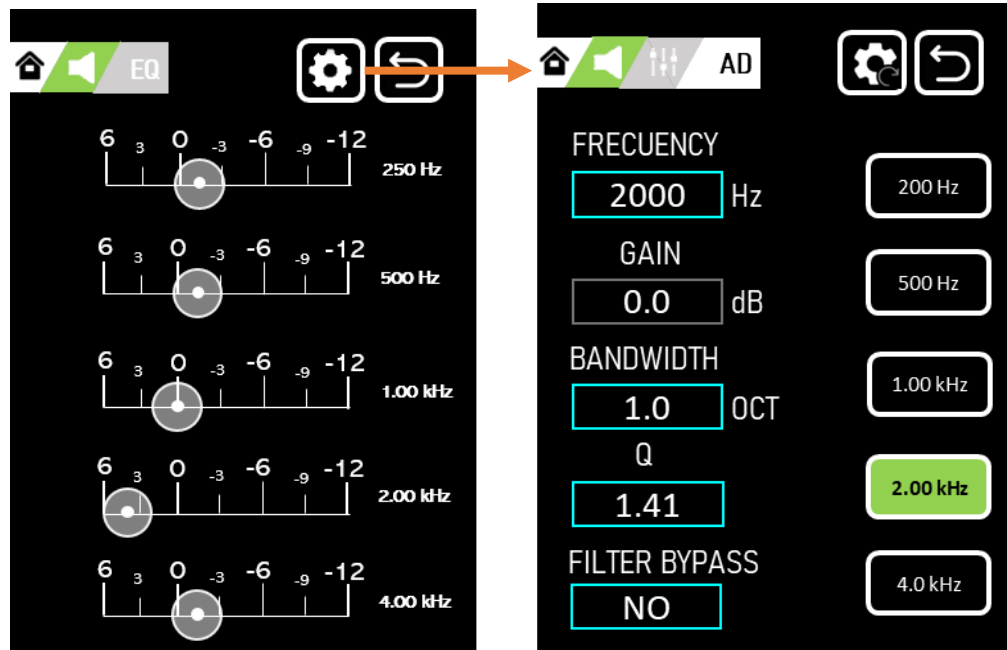 EQ
6 3 0 -3 -6 -9 -12
250 Hz
6 3 0 -3 -6 -9 -12
500 Hz
6 3 0 -3 -6 -9 -12
1.00 kHz
6 3 0 -3 -6 -9 -12
2.00 kHz
6 3 0 -3 -6 -9 -12
4.00 kHz
AD
FRECUENCY
2000 Hz
GAIN
0.0 dB
BANDWIDTH
1.0 OCT
Q
1.41
FILTER BYPASS
NO
200 Hz
500 Hz
1.00 kHz
2.00 kHz
4.0 kHz